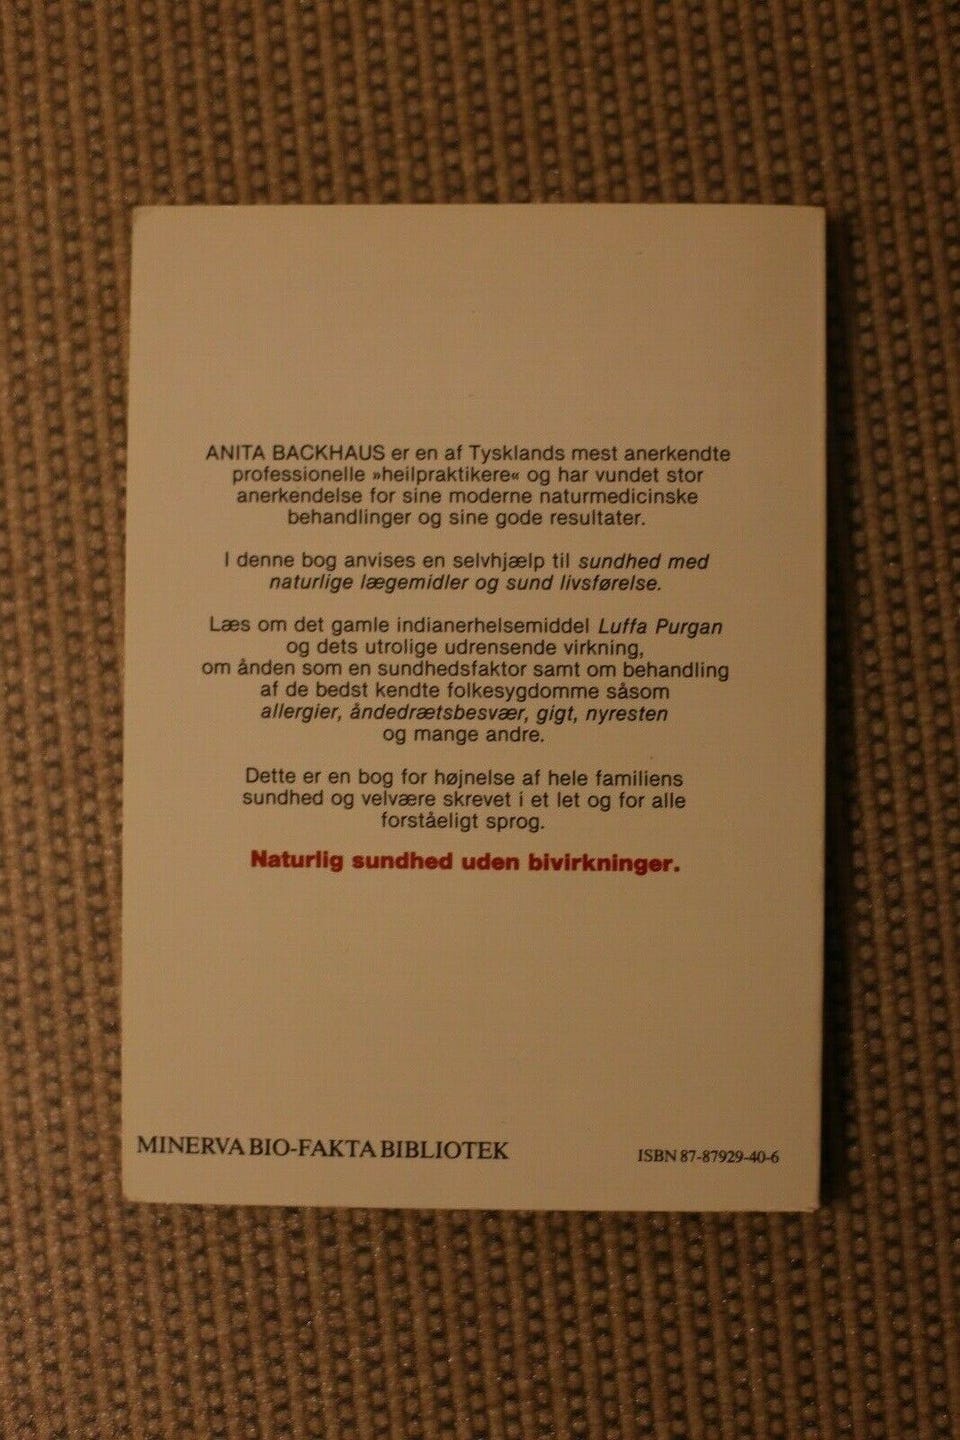 ANITA BACKHAUS er en af Tysklands mest anerkendte
professionelle »heilpraktikere« og har vundet stor
anerkendelse for sine moderne naturmedicinske
behandlinger og sine gode resultater.
I denne bog anvises en selvhjælp til sundhed med
naturlige lægemidler og sund livsførelse.
Læs om det gamle indianerhelsemiddel Luffa Purgan
og dets utrolige udrensende virkning,
om ånden som en sundhedsfaktor samt om behandling
af de bedst kendte folkesygdomme såsom
allergier, åndedrætsbesvær, gigt, nyresten
og mange andre.
Dette er en bog for højnelse af hele familiens
sundhed og velvære skrevet i et let og for alle
forståeligt sprog.
Naturlig sundhed uden bivirkninger.
MINERVA BIO-FAKTA BIBLIOTEK
ISBN 87-87929-40-6